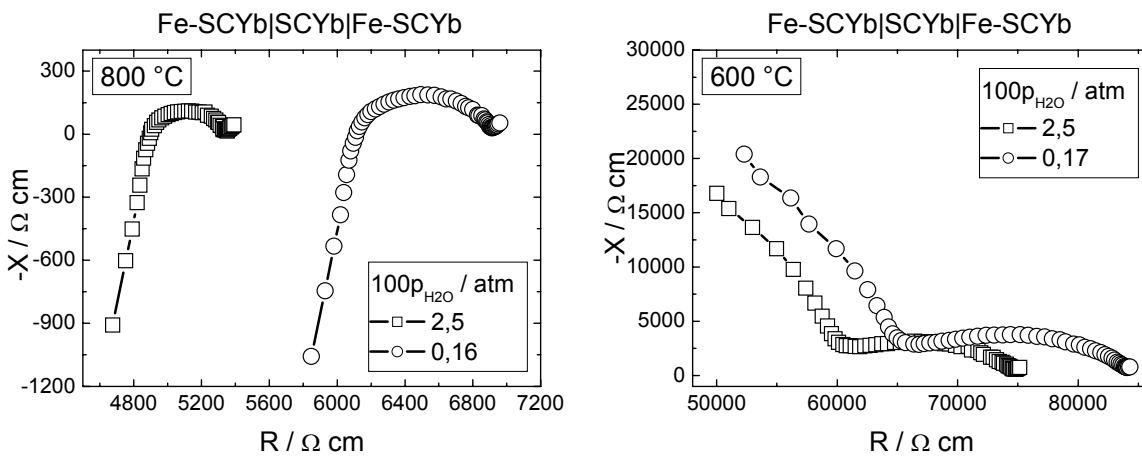 Fe-SCYb|SCYb|Fe-SCYb
800 °C
300
0
-300
-600
-900
-1200
-X / Ω cm
100p_H2O / atm
2,5
0,16
4800 5200 5600 6000 6400 6800 7200
R / Ω cm
Fe-SCYb|SCYb|Fe-SCYb
600 °C
30000
25000
20000
15000
10000
5000
0
-X / Ω cm
100p_H2O / atm
2,5
0,17
50000 60000 70000 80000
R / Ω cm